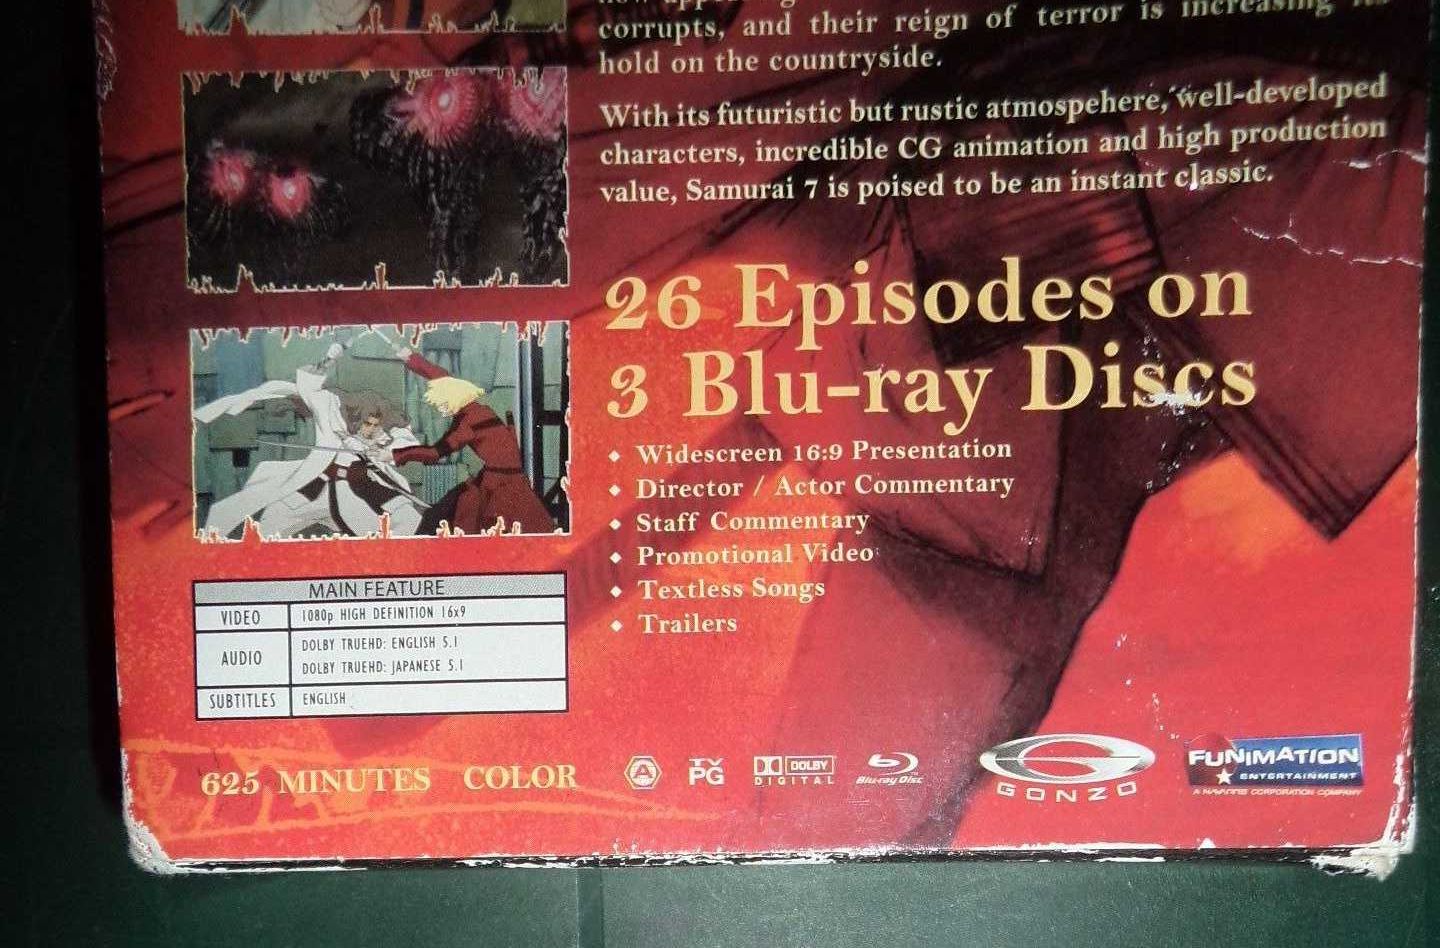 corrupts, and their reign of terror is increasing its
hold on the countryside.
With its futuristic but rustic atmospehere, well-developed
characters, incredible CG animation and high production
value, Samurai 7 is poised to be an instant classic.
26 Episodes on
3 Blu-ray Discs
Widescreen 16:9 Presentation
Director / Actor Commentary
Staff Commentary
Promotional Video
Textless Songs
Trailers
MAIN FEATURE
VIDEO 1080p HIGH DEFINITION 16x9
AUDIO DOLBY TRUEHD: ENGLISH 5.1
DOLBY TRUEHD: JAPANESE 5.1
SUBTITLES ENGLISH
625 MINUTES COLOR
A
TV
PG
DOLBY
DIGITAL
Blu-ray Disc
GONZO
FUNIMATION
ENTERTAINMENT
A NAVARRE CORPORATION COMPANY